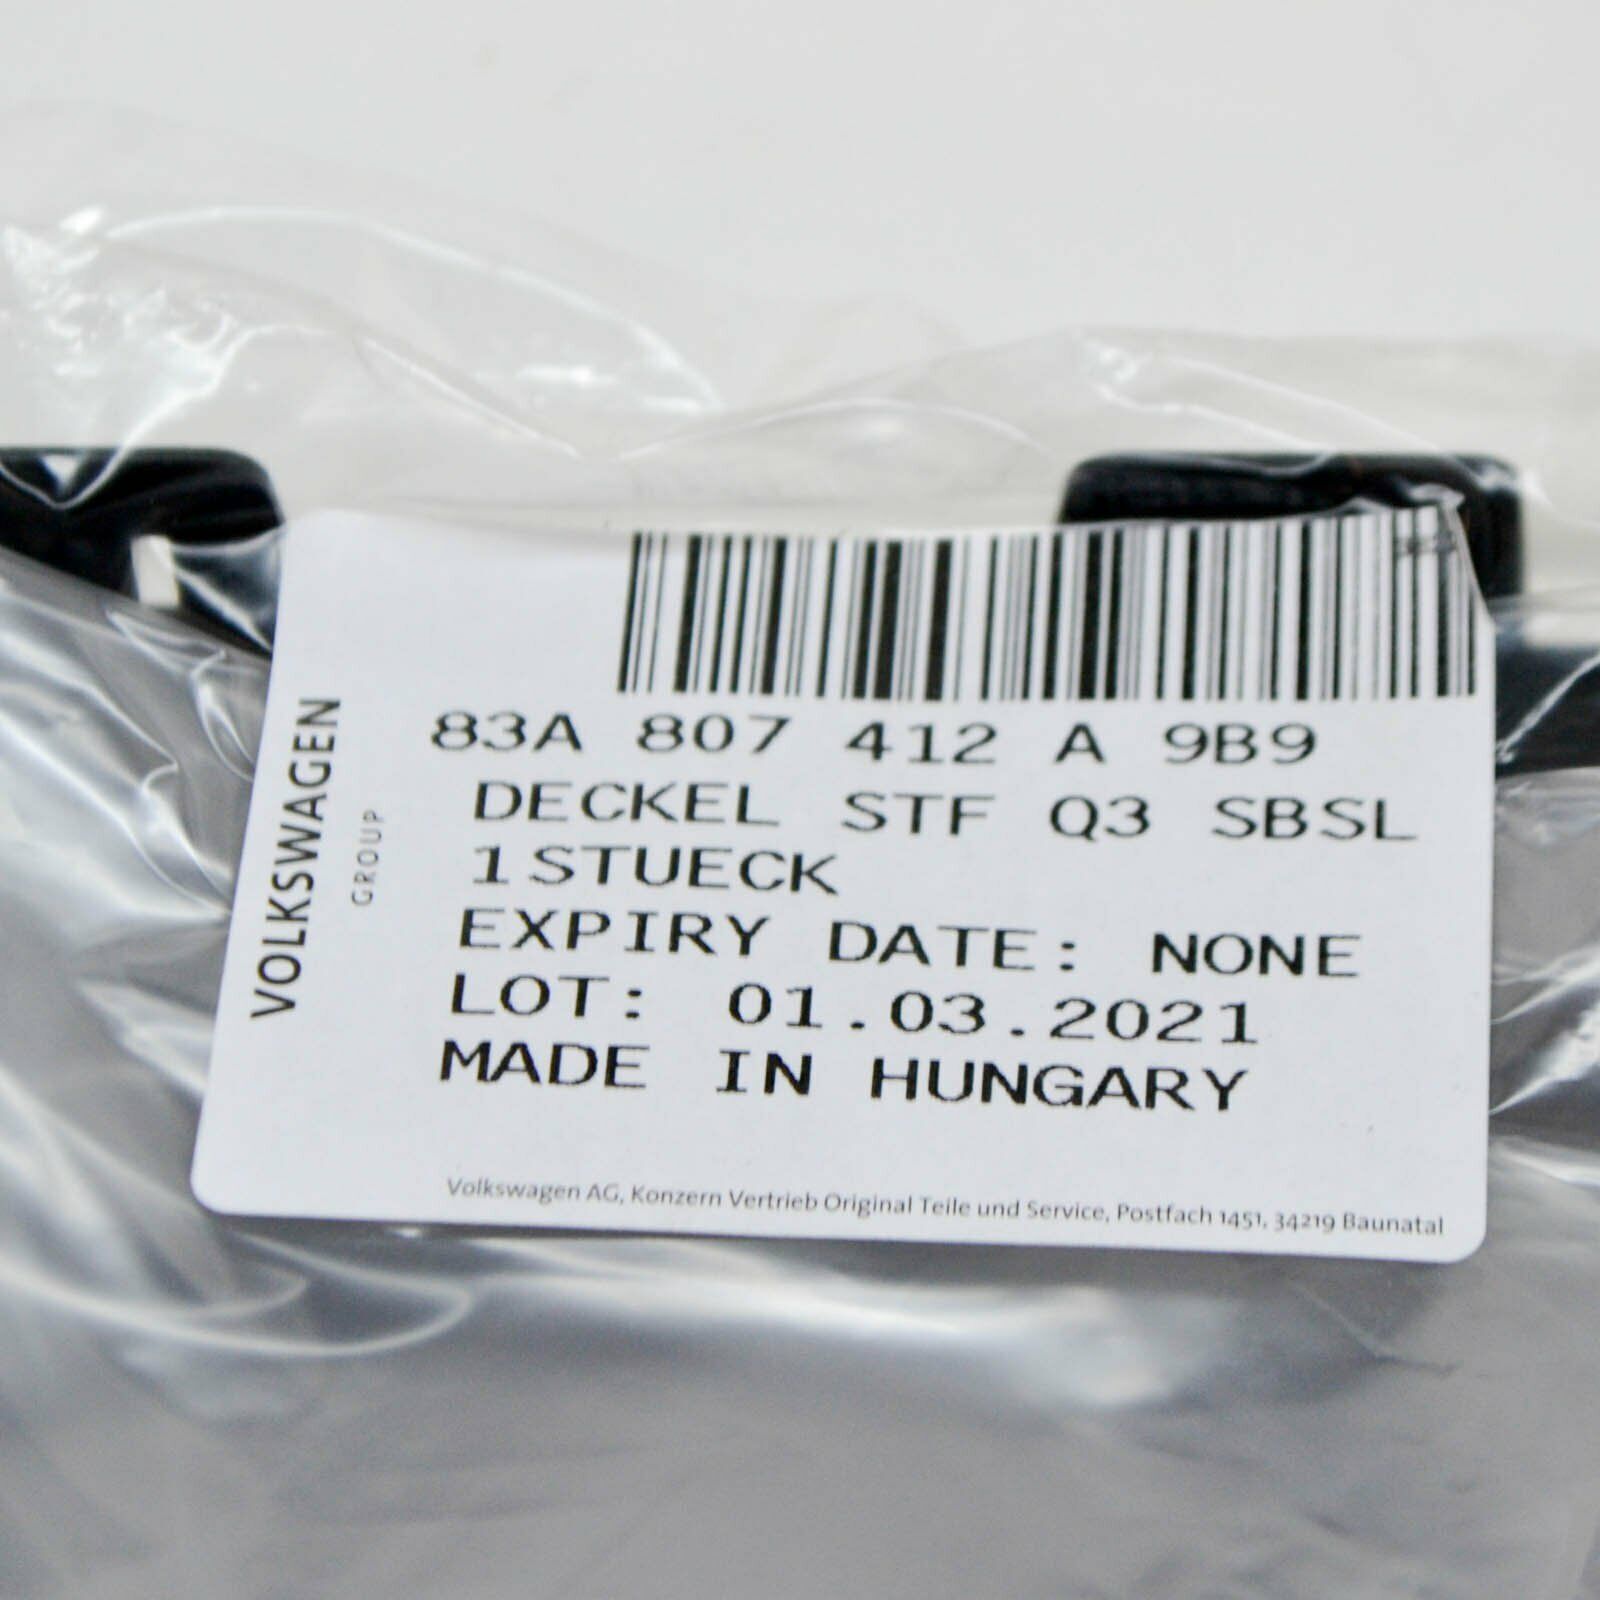 83A 807 412 A 9B9
DECKEL STF Q3 SBSL
1STUECK
EXPIRY DATE: NONE
LOT: 01.03.2021
MADE IN HUNGARY
VOLKSWAGEN
GROUP
Volkswagen AG, Konzern Vertrieb Original Teile und Service, Postfach 1451, 34219 Baunatal